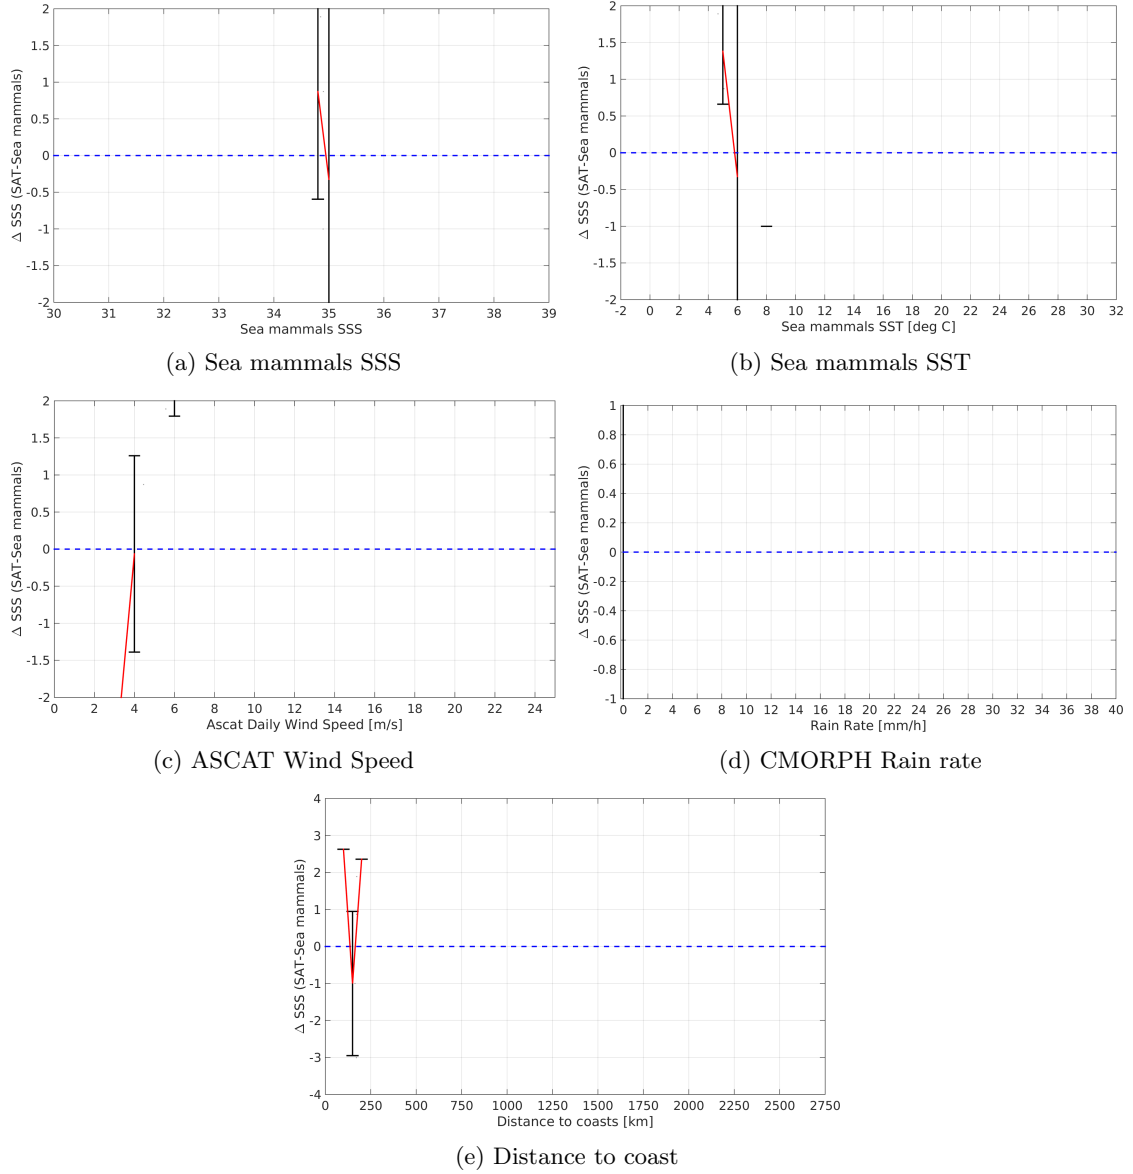 2
1.5
1
0.5
0
-0.5
-1
-1.5
-2
Δ SSS (SAT-Sea mammals)
30 31 32 33 34 35 36 37 38 39
Sea mammals SSS
(a) Sea mammals SSS
2
1.5
1
0.5
0
-0.5
-1
-1.5
-2
Δ SSS (SAT-Sea mammals)
-2 0 2 4 6 8 10 12 14 16 18 20 22 24 26 28 30 32
Sea mammals SST [deg C]
(b) Sea mammals SST
2
1.5
1
0.5
0
-0.5
-1
-1.5
-2
Δ SSS (SAT-Sea mammals)
0 2 4 6 8 10 12 14 16 18 20 22 24
Ascat Daily Wind Speed [m/s]
(c) ASCAT Wind Speed
1
0.8
0.6
0.4
0.2
0
-0.2
-0.4
-0.6
-0.8
-1
Δ SSS (SAT-Sea mammals)
0 2 4 6 8 10 12 14 16 18 20 22 24 26 28 30 32 34 36 38 40
Rain Rate [mm/h]
(d) CMORPH Rain rate
4
3
2
1
0
-1
-2
-3
-4
Δ SSS (SAT-Sea mammals)
0 250 500 750 1000 1250 1500 1750 2000 2250 2500 2750
Distance to coasts [km]
(e) Distance to coast